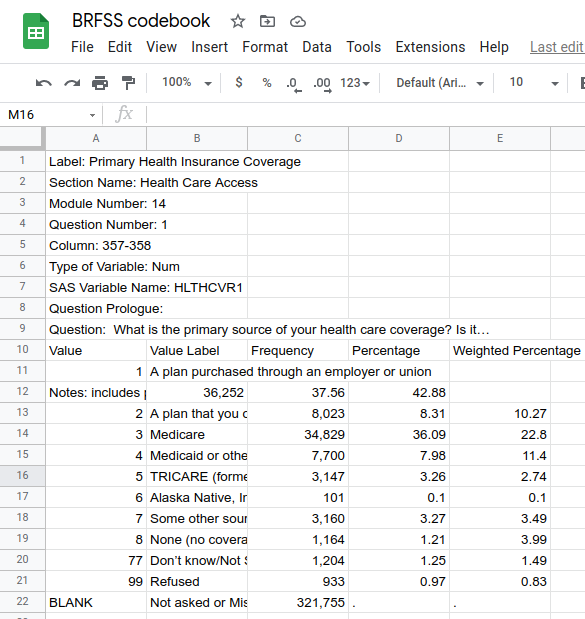 BRFSS codebook
File Edit View Insert Format Data Tools Extensions Help Last edit
100% $ % .0 .00 123 Default (Ari... 10
M16 fx
A B C D E
1 Label: Primary Health Insurance Coverage
2 Section Name: Health Care Access
3 Module Number: 14
4 Question Number: 1
5 Column: 357-358
6 Type of Variable: Num
7 SAS Variable Name: HLTHCVR1
8 Question Prologue:
9 Question: What is the primary source of your health care coverage? Is it…
10 Value Value Label Frequency Percentage Weighted Percentage
11 1 A plan purchased through an employer or union
12 Notes: includes 36,252 37.56 42.88
13 2 A plan that you 8,023 8.31 10.27
14 3 Medicare 34,829 36.09 22.8
15 4 Medicaid or othe 7,700 7.98 11.4
16 5 TRICARE (forme 3,147 3.26 2.74
17 6 Alaska Native, 101 0.1 0.1
18 7 Some other sour 3,160 3.27 3.49
19 8 None (no covera 1,164 1.21 3.99
20 77 Don’t know/Not 1,204 1.25 1.49
21 99 Refused 933 0.97 0.83
22 BLANK Not asked or Mis 321,755 . .